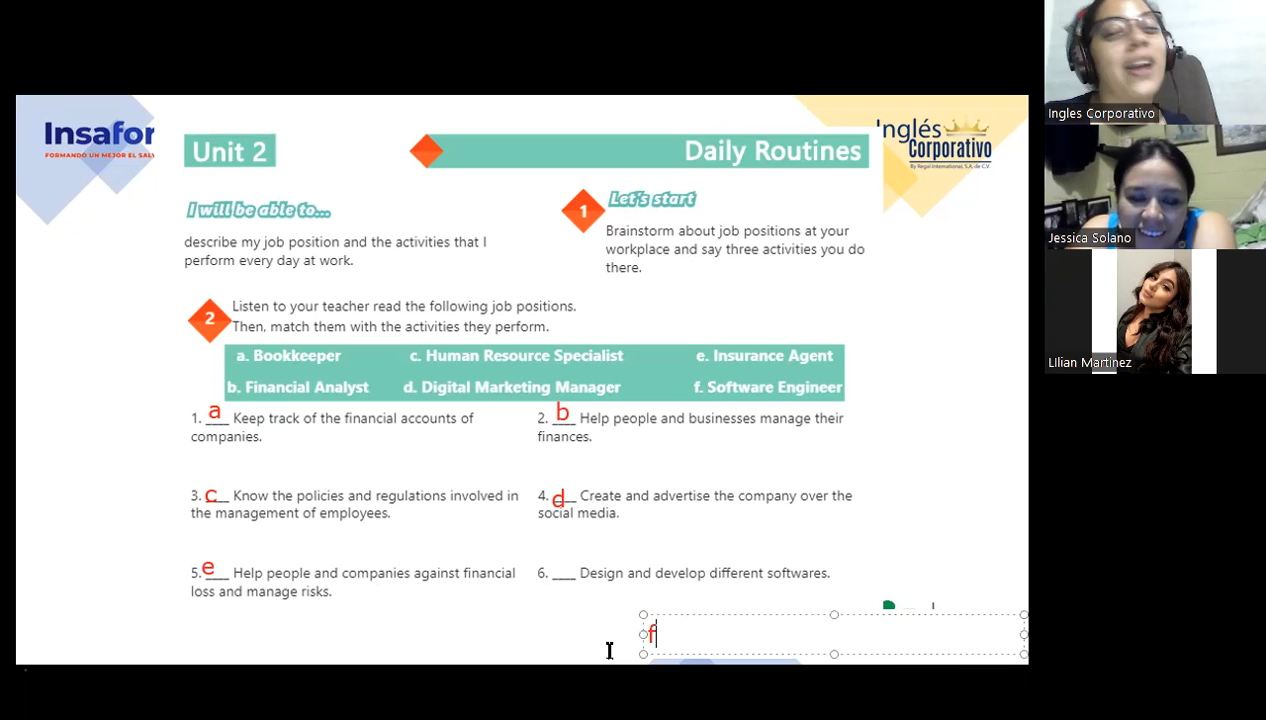 Insafor
FORMANDO UN MEJOR EL SALV
Unit 2
Daily Routines
Inglés
Corporativo
By Regal International, S.A. de C.V.
I will be able to...
describe my job position and the activities that I
perform every day at work.
1
Let's start
Brainstorm about job positions at your
workplace and say three activities you do
there.
2
Listen to your teacher read the following job positions.
Then, match them with the activities they perform.
a. Bookkeeper c. Human Resource Specialist e. Insurance Agent
b. Financial Analyst d. Digital Marketing Manager f. Software Engineer
1. a Keep track of the financial accounts of
companies.
2. b Help people and businesses manage their
finances.
3. c Know the policies and regulations involved in
the management of employees.
4. d Create and advertise the company over the
social media.
5. e Help people and companies against financial
loss and manage risks.
6. ____ Design and develop different softwares.
f
Ingles Corporativo
Jessica Solano
LIlian Martinez